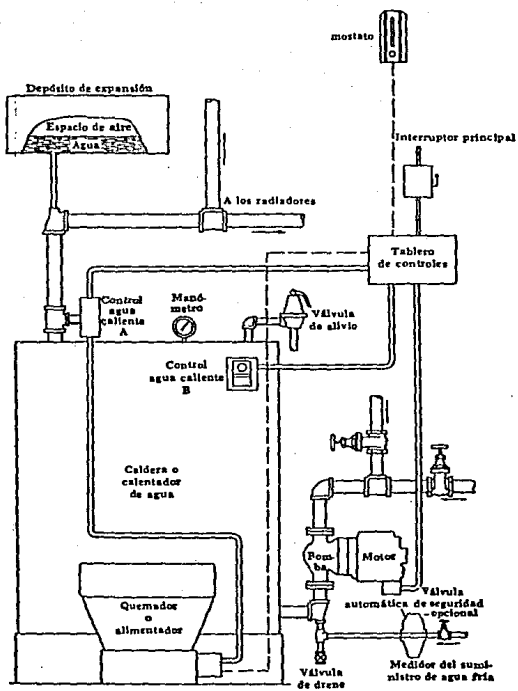 mostato
Depósito de expansión
Espacio de aire
Agua
Interruptor principal
A los radiadores
Tablero
de controles
Control
agua
caliente
A
Manó-
metro
Válvula
de alivio
Control
agua caliente
B
Caldera o
calentador
de agua
Bom-
ba
Motor
Quemador
o
alimentador
Válvula
automática de seguridad
opcional
Válvula
de drene
Medidor del sumi-
nistro de agua fría